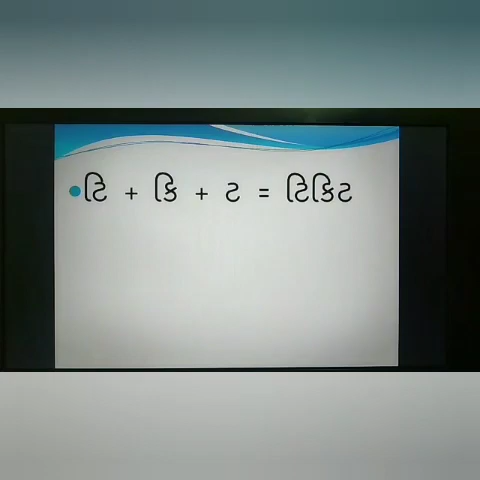 ટિ + કિ + ટ = ટિકિટ